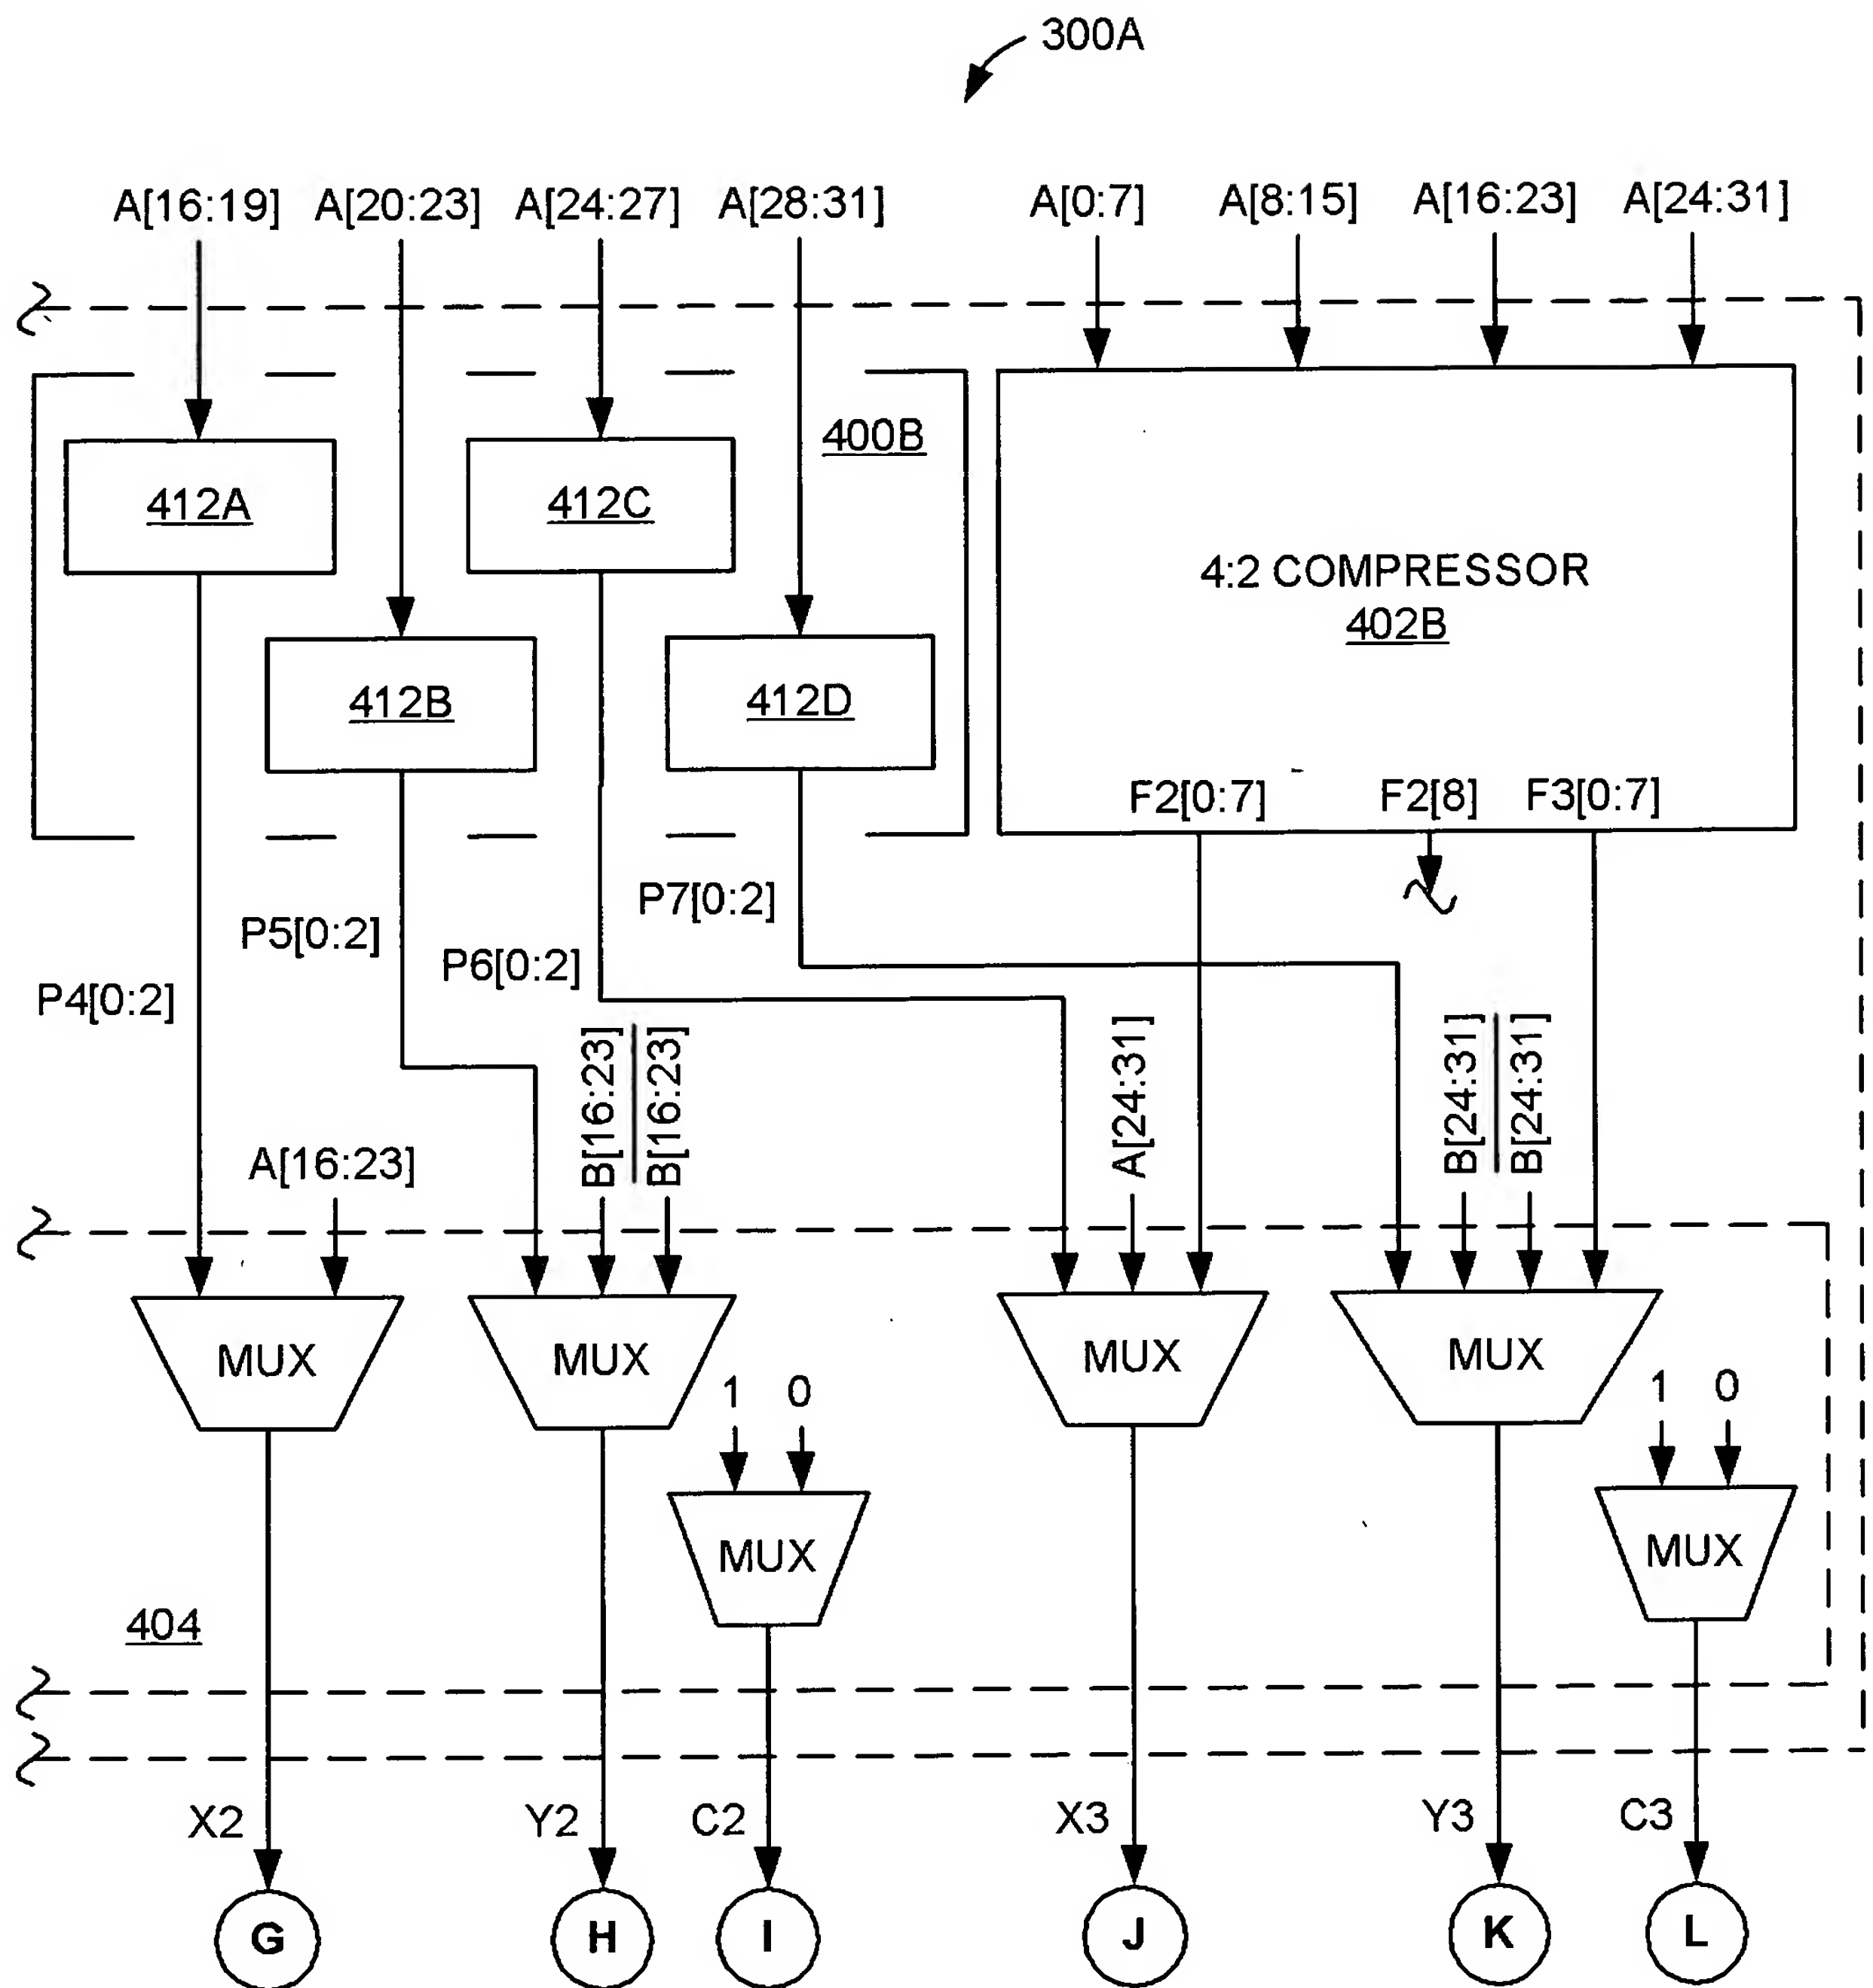 300A
A[16:19] A[20:23] A[24:27] A[28:31] A[0:7] A[8:15] A[16:23] A[24:31]
400B
412A 412C
4:2 COMPRESSOR
402B
412B 412D
F2[0:7] F2[8] F3[0:7]
P7[0:2]
P5[0:2]
P6[0:2]
P4[0:2]
B[16:23]
B[16:23]
A[24:31]
B[24:31]
B[24:31]
A[16:23]
MUX MUX MUX MUX
1 0 1 0
MUX MUX
404
X2 Y2 C2 X3 Y3 C3
G H I J K L